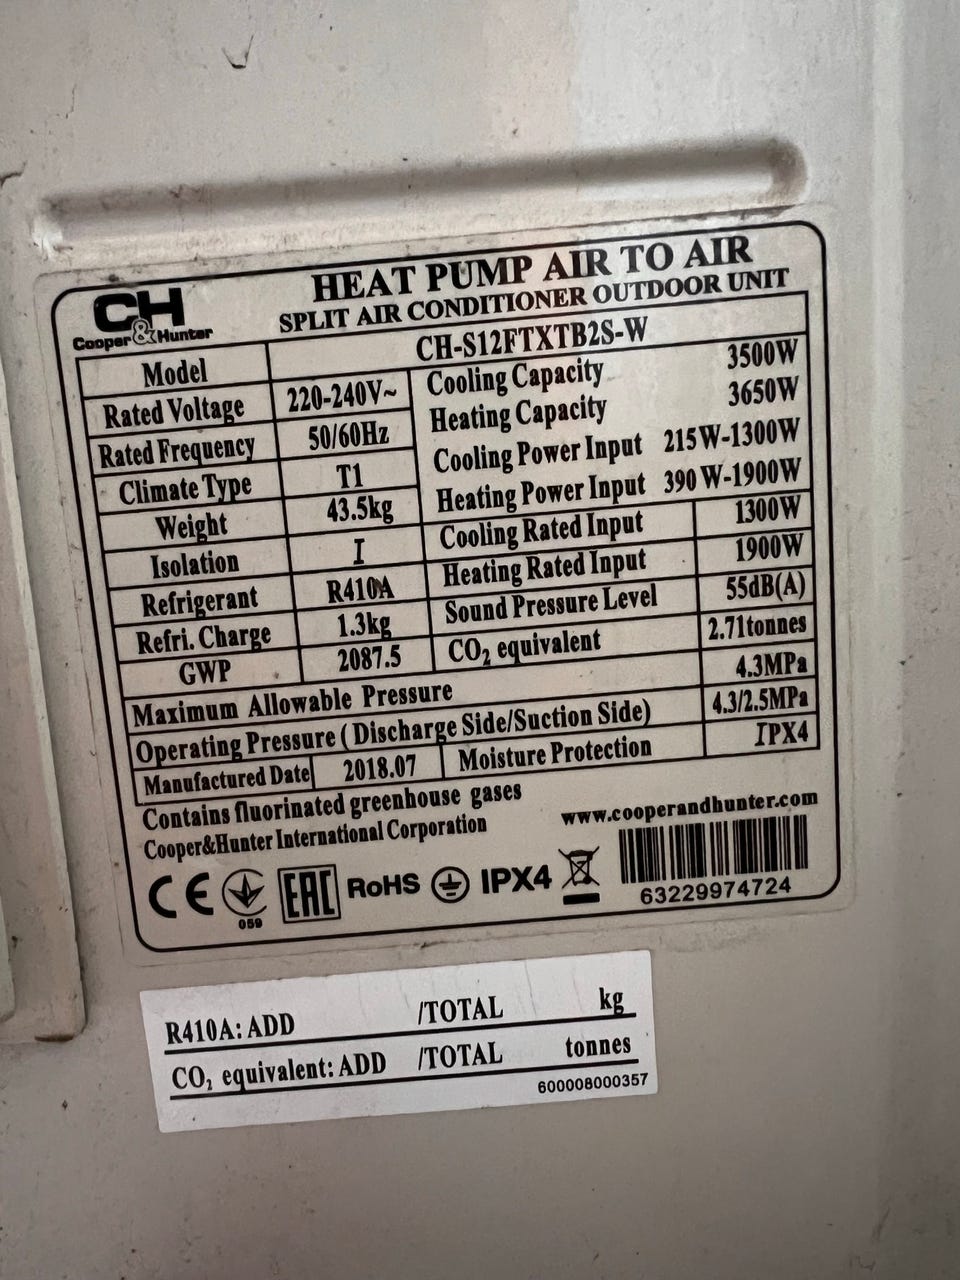 CH
Cooper&Hunter
HEAT PUMP AIR TO AIR
SPLIT AIR CONDITIONER OUTDOOR UNIT
Model CH-S12FTXTB2S-W
Rated Voltage 220-240V~
Rated Frequency 50/60Hz
Climate Type T1
Weight 43.5kg
Isolation I
Refrigerant R410A
Refri. Charge 1.3kg
GWP 2087.5
Cooling Capacity 3500W
Heating Capacity 3650W
Cooling Power Input 215W-1300W
Heating Power Input 390 W-1900W
Cooling Rated Input 1300W
Heating Rated Input 1900W
Sound Pressure Level 55dB(A)
CO₂ equivalent 2.71tonnes
Maximum Allowable Pressure 4.3MPa
Operating Pressure (Discharge Side/Suction Side) 4.3/2.5MPa
Manufactured Date 2018.07 Moisture Protection IPX4
Contains fluorinated greenhouse gases
Cooper&Hunter International Corporation
www.cooperandhunter.com
CE 059 EAC RoHS IPX4
63229974724
R410A: ADD /TOTAL kg
CO₂ equivalent: ADD /TOTAL tonnes
600008000357